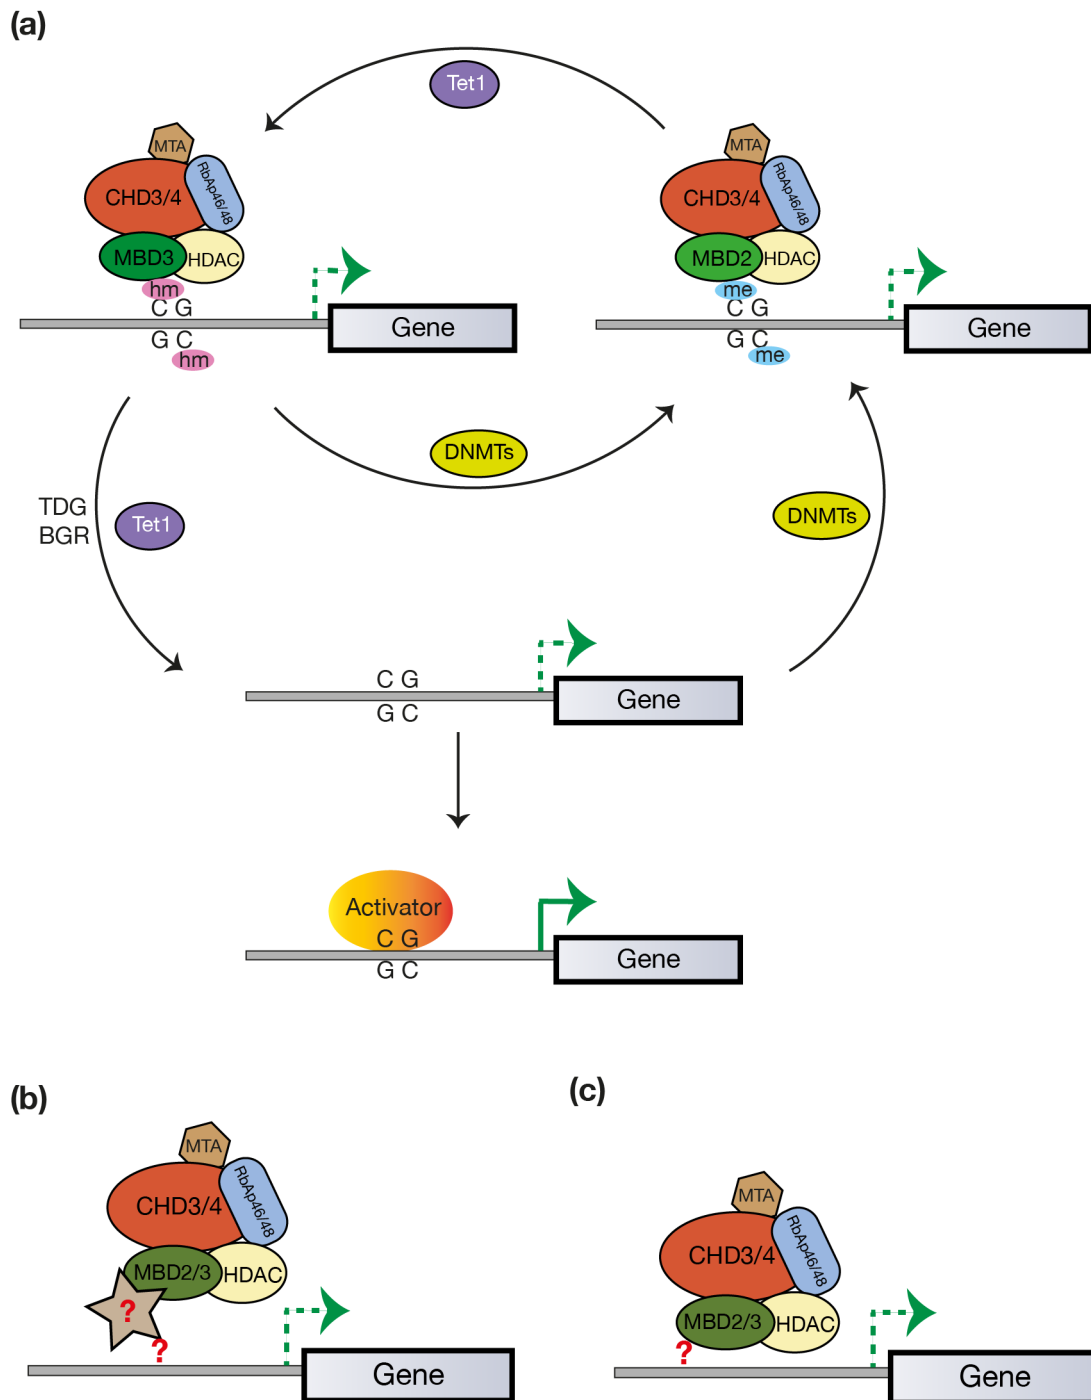 (a)
Tet1
MTA
CHD3/4
RbAp46/48
MBD3
HDAC
hm
C G
G C
hm
Gene
MTA
CHD3/4
RbAp46/48
MBD2
HDAC
me
C G
G C
me
Gene
DNMTs
TDG
BGR
Tet1
DNMTs
C G
G C
Gene
Activator
C G
G C
Gene
(b)
MTA
CHD3/4
RbAp46/48
MBD2/3
HDAC
?
?
Gene
(c)
MTA
CHD3/4
RbAp46/48
MBD2/3
HDAC
?
Gene